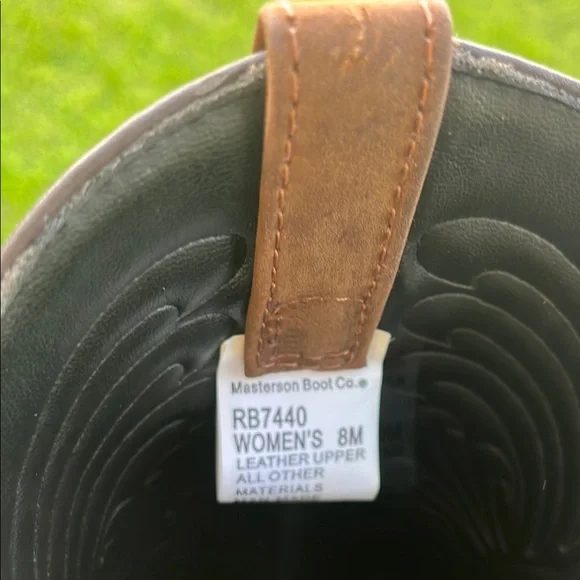 Masterson Boot Co.®
RB7440
WOMEN'S 8M
LEATHER UPPER
ALL OTHER
MATERIALS